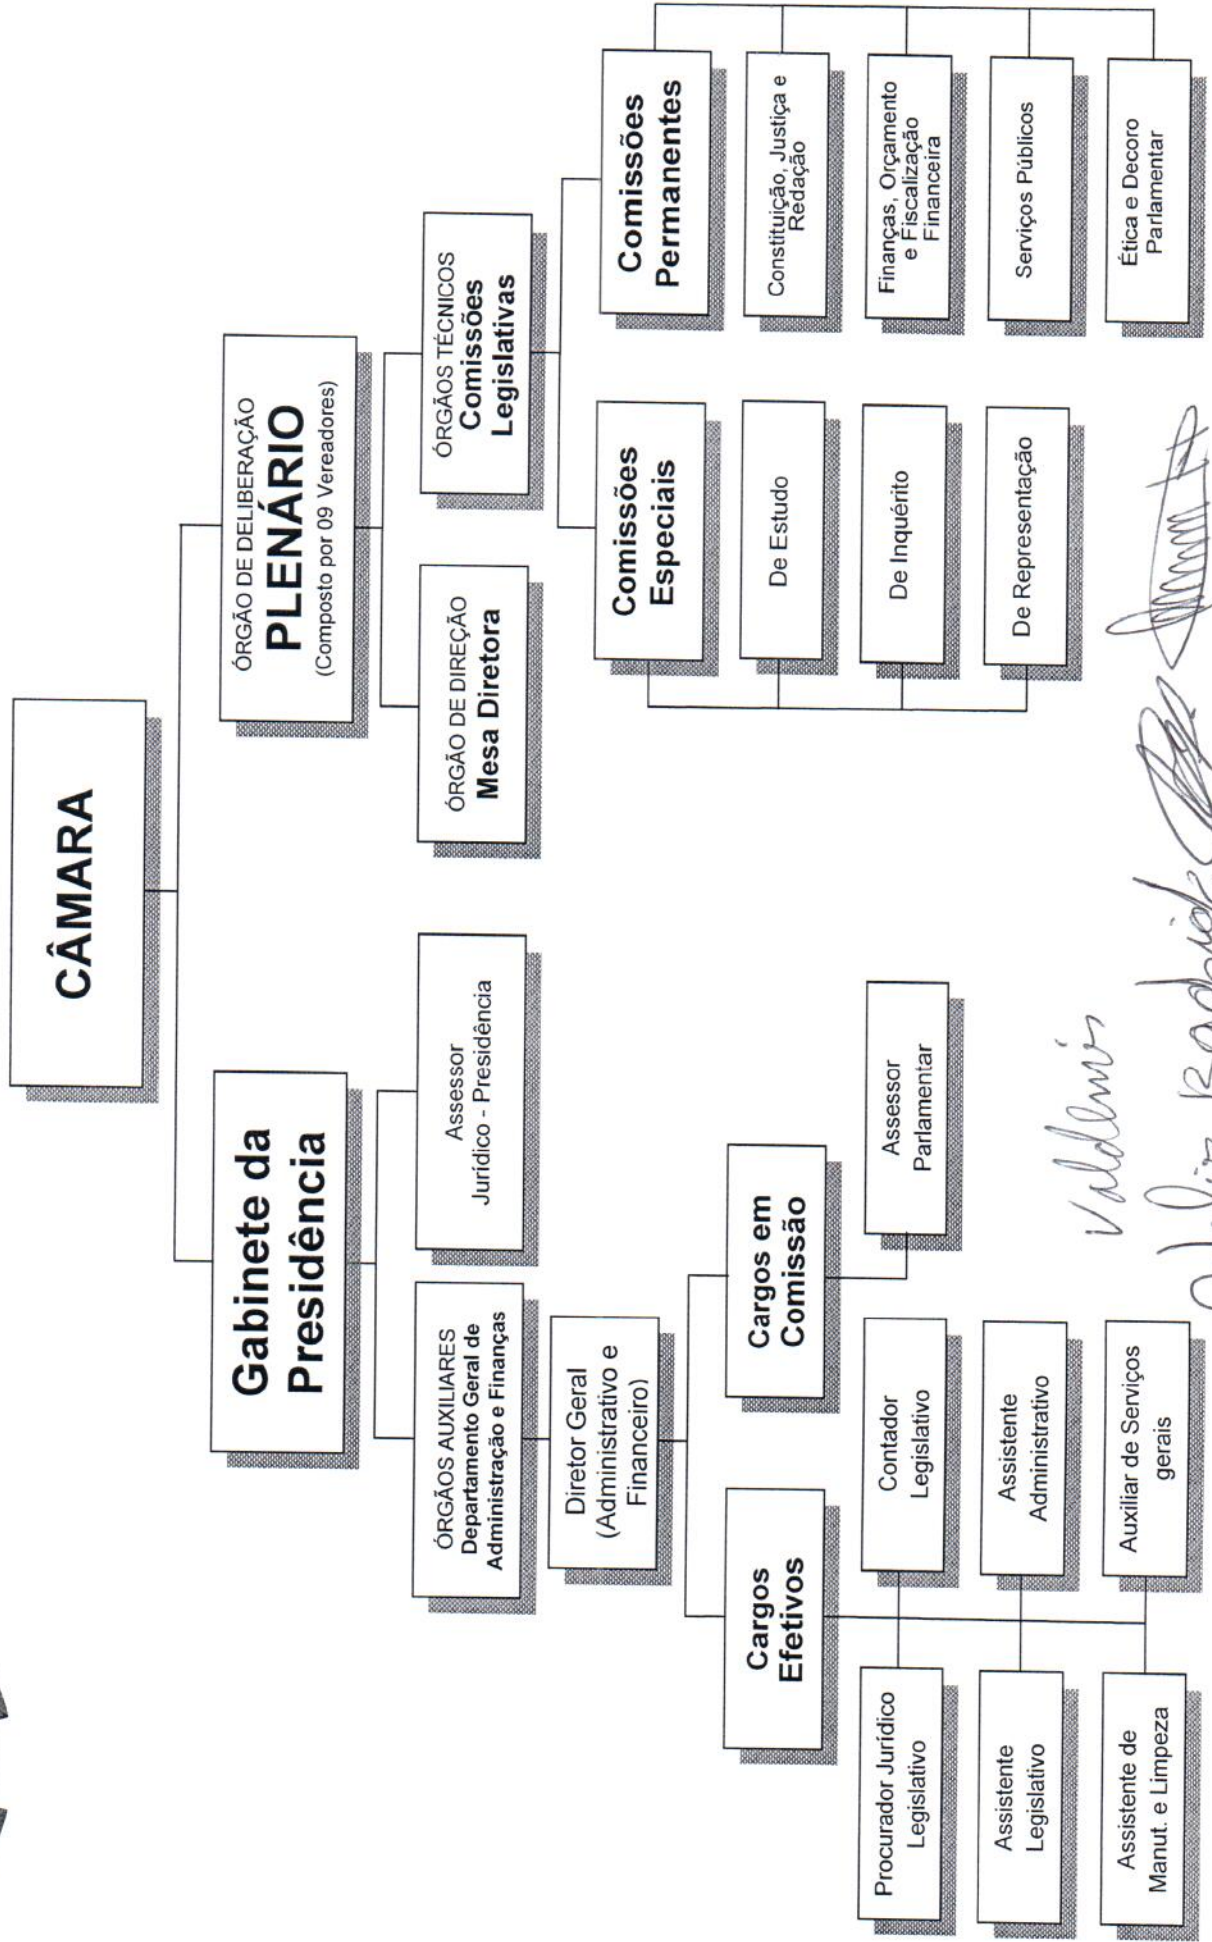 CÂMARA
Gabinete da
Presidência
ÓRGÃO DE DELIBERAÇÃO
PLENÁRIO
((Composto por 09 Vereadores)
ÓRGÃOS AUXILIARES
Departamento Geral de
Administração e Finanças
Assessor
Jurídico - Presidência
ÓRGÃO DE DIREÇÃO
Mesa Diretora
ÓRGÃOS TÉCNICOS
Comissões
Legislativas
Diretor Geral
(Administrativo e
Financeiro)
Comissões
Especiais
Comissões
Permanentes
Cargos
Efetivos
Cargos em
Comissão
De Estudo
Constituição, Justiça e
Redação
Procurador Jurídico
Legislativo
Contador
Legislativo
Assessor
Parlamentar
De Inquérito
Finanças, Orçamento
e Fiscalização
Financeira
Assistente
Legislativo
Assistente
Administrativo
De Representação
Serviços Públicos
Assistente de
Manut. e Limpeza
Auxiliar de Serviços
gerais
Ética e Decoro
Parlamentar